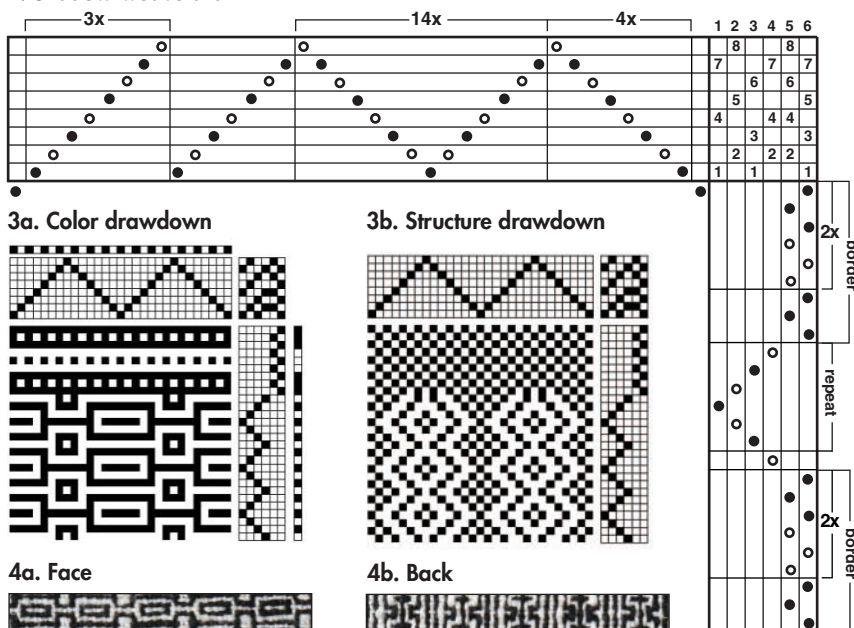 3x 14x 4x
1 2 3 4 5 6
8 8
7 7 7
6 6
5 5
4 4 4
3 3
2 2 2
1 1 1
2x
border
repeat
2x
border
3a. Color drawdown
3b. Structure drawdown
4a. Face
4b. Back